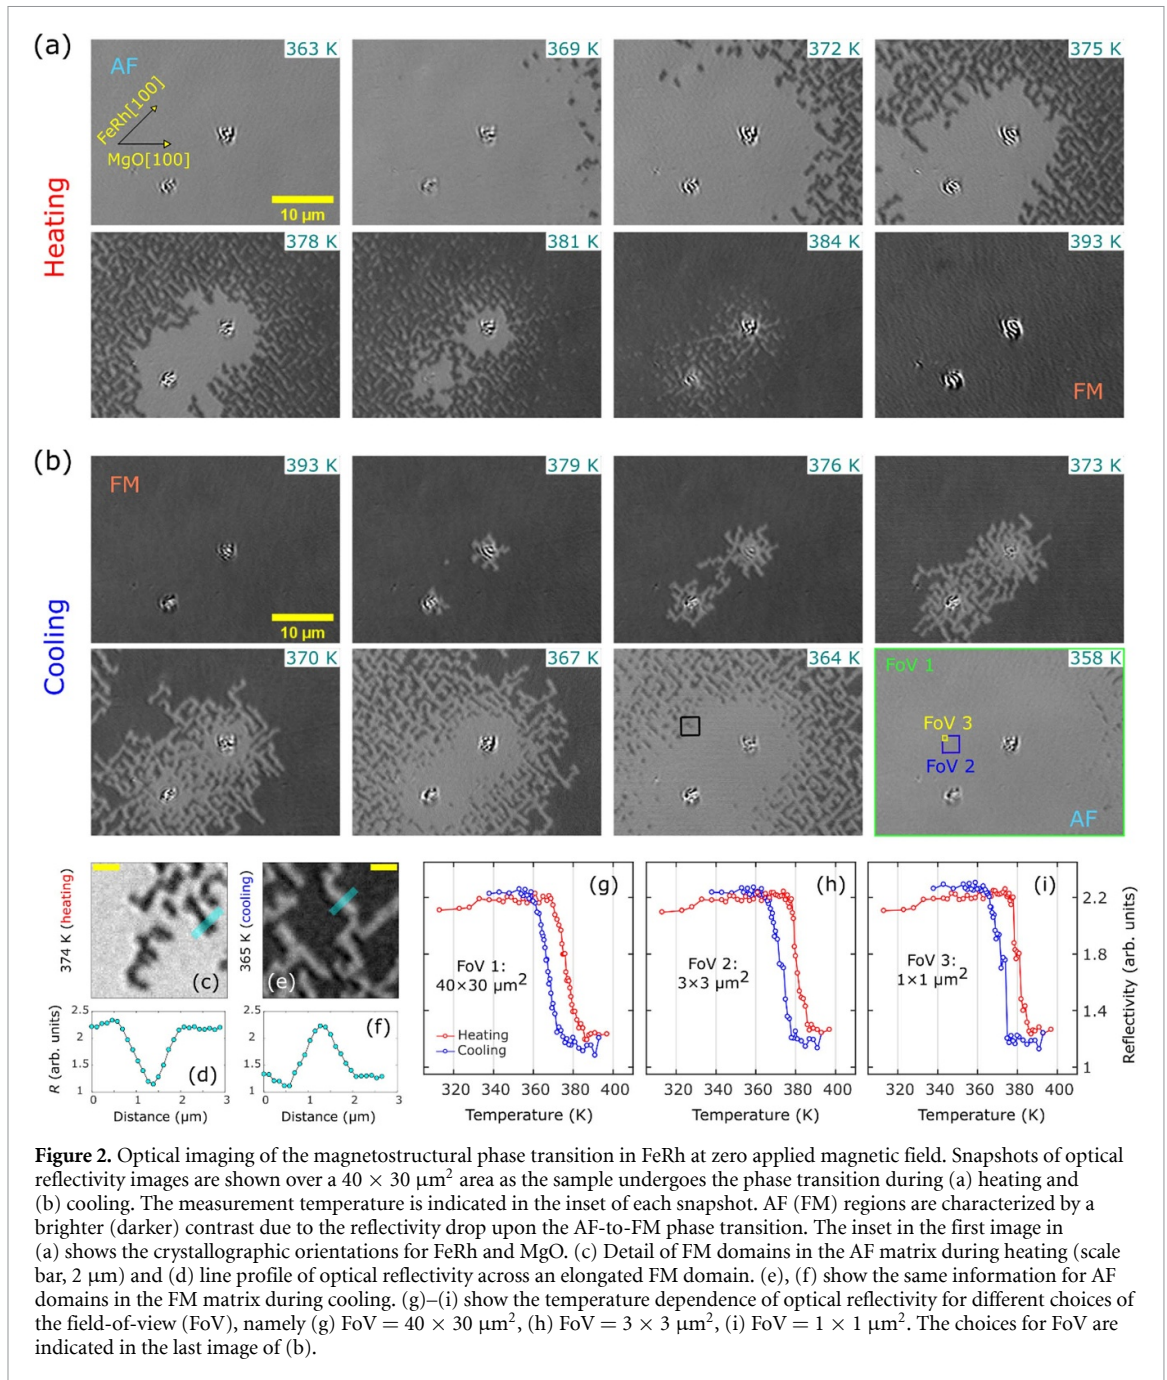 (a)
Heating
363 K
369 K
372 K
375 K
AF
FeRh[100]
MgO[100]
10 µm
378 K
381 K
384 K
393 K
FM
(b)
Cooling
393 K
379 K
376 K
373 K
FM
10 µm
370 K
367 K
364 K
358 K
FoV 1
FoV 3
FoV 2
AF
374 K (heating)
(c)
365 K (cooling)
(e)
R (arb. units)
2.5
2
1.5
1
(d)
0 1 2 3
Distance (µm)
2.5
2
1.5
1
(f)
0 1 2 3
Distance (µm)
(g)
FoV 1:
40×30 µm²
Heating
Cooling
320 340 360 380 400
Temperature (K)
(h)
FoV 2:
3×3 µm²
320 340 360 380 400
Temperature (K)
(i)
FoV 3:
1×1 µm²
320 340 360 380 400
Temperature (K)
2.2
1.8
1.4
1
Reflectivity (arb. units)
Figure 2. Optical imaging of the magnetostructural phase transition in FeRh at zero applied magnetic field. Snapshots of optical
reflectivity images are shown over a 40 × 30 µm² area as the sample undergoes the phase transition during (a) heating and
(b) cooling. The measurement temperature is indicated in the inset of each snapshot. AF (FM) regions are characterized by a
brighter (darker) contrast due to the reflectivity drop upon the AF-to-FM phase transition. The inset in the first image in
(a) shows the crystallographic orientations for FeRh and MgO. (c) Detail of FM domains in the AF matrix during heating (scale
bar, 2 µm) and (d) line profile of optical reflectivity across an elongated FM domain. (e), (f) show the same information for AF
domains in the FM matrix during cooling. (g)–(i) show the temperature dependence of optical reflectivity for different choices of
the field-of-view (FoV), namely (g) FoV = 40 × 30 µm², (h) FoV = 3 × 3 µm², (i) FoV = 1 × 1 µm². The choices for FoV are
indicated in the last image of (b).